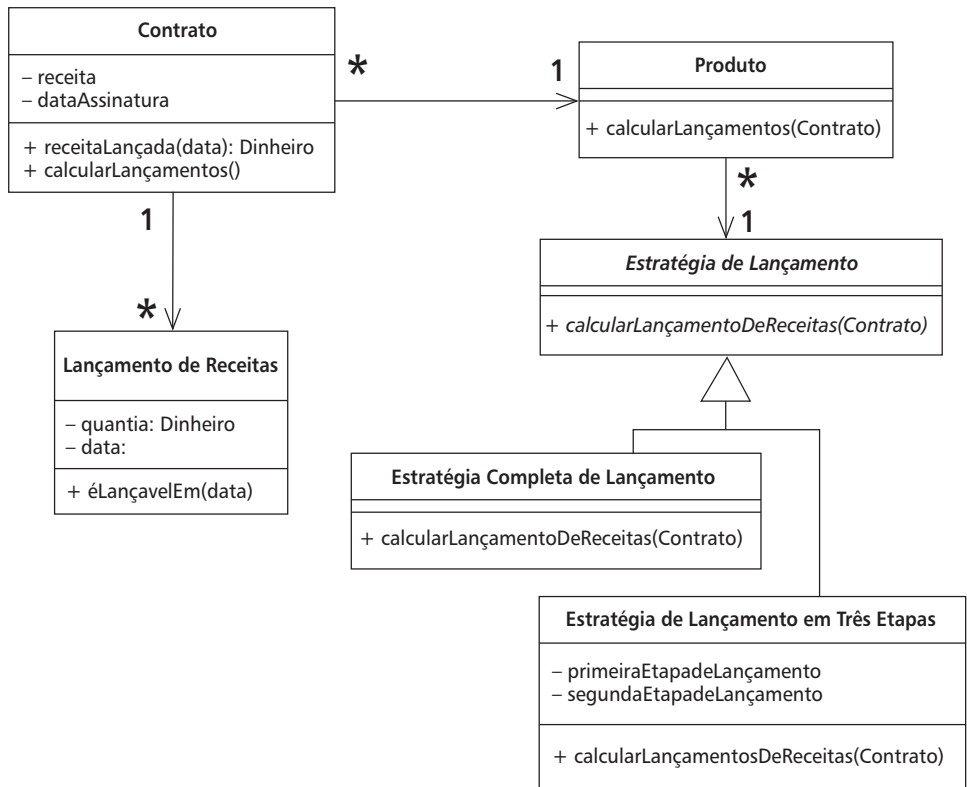 Contrato
– receita
– dataAssinatura
+ receitaLançada(data): Dinheiro
+ calcularLançamentos()
*
1
Produto
+ calcularLançamentos(Contrato)
1
*
*
1
Lançamento de Receitas
– quantia: Dinheiro
– data:
+ éLançavelEm(data)
Estratégia de Lançamento
+ calcularLançamentoDeReceitas(Contrato)
Estratégia Completa de Lançamento
+ calcularLançamentoDeReceitas(Contrato)
Estratégia de Lançamento em Três Etapas
– primeiraEtapadeLançamento
– segundaEtapadeLançamento
+ calcularLançamentosDeReceitas(Contrato)